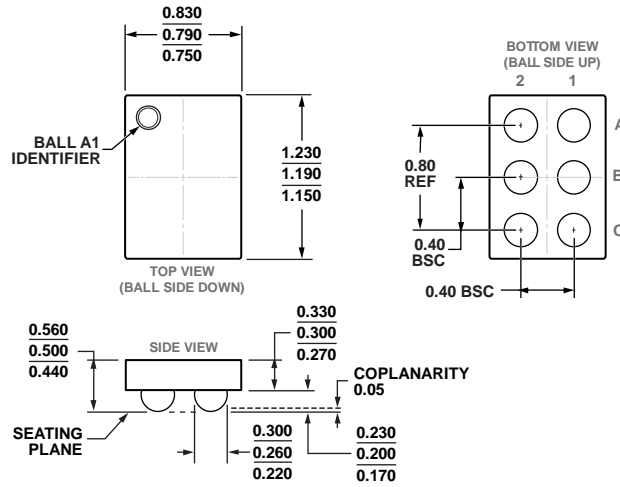 0.830
0.790
0.750
BOTTOM VIEW
(BALL SIDE UP)
2 1
BALL A1
IDENTIFIER
A
0.80
REF
B
1.230
1.190
1.150
C
0.40
BSC
TOP VIEW
(BALL SIDE DOWN)
0.40 BSC
0.560
0.500
0.440
SIDE VIEW
0.330
0.300
0.270
COPLANARITY
0.05
SEATING
PLANE
0.300
0.260
0.220
0.230
0.200
0.170